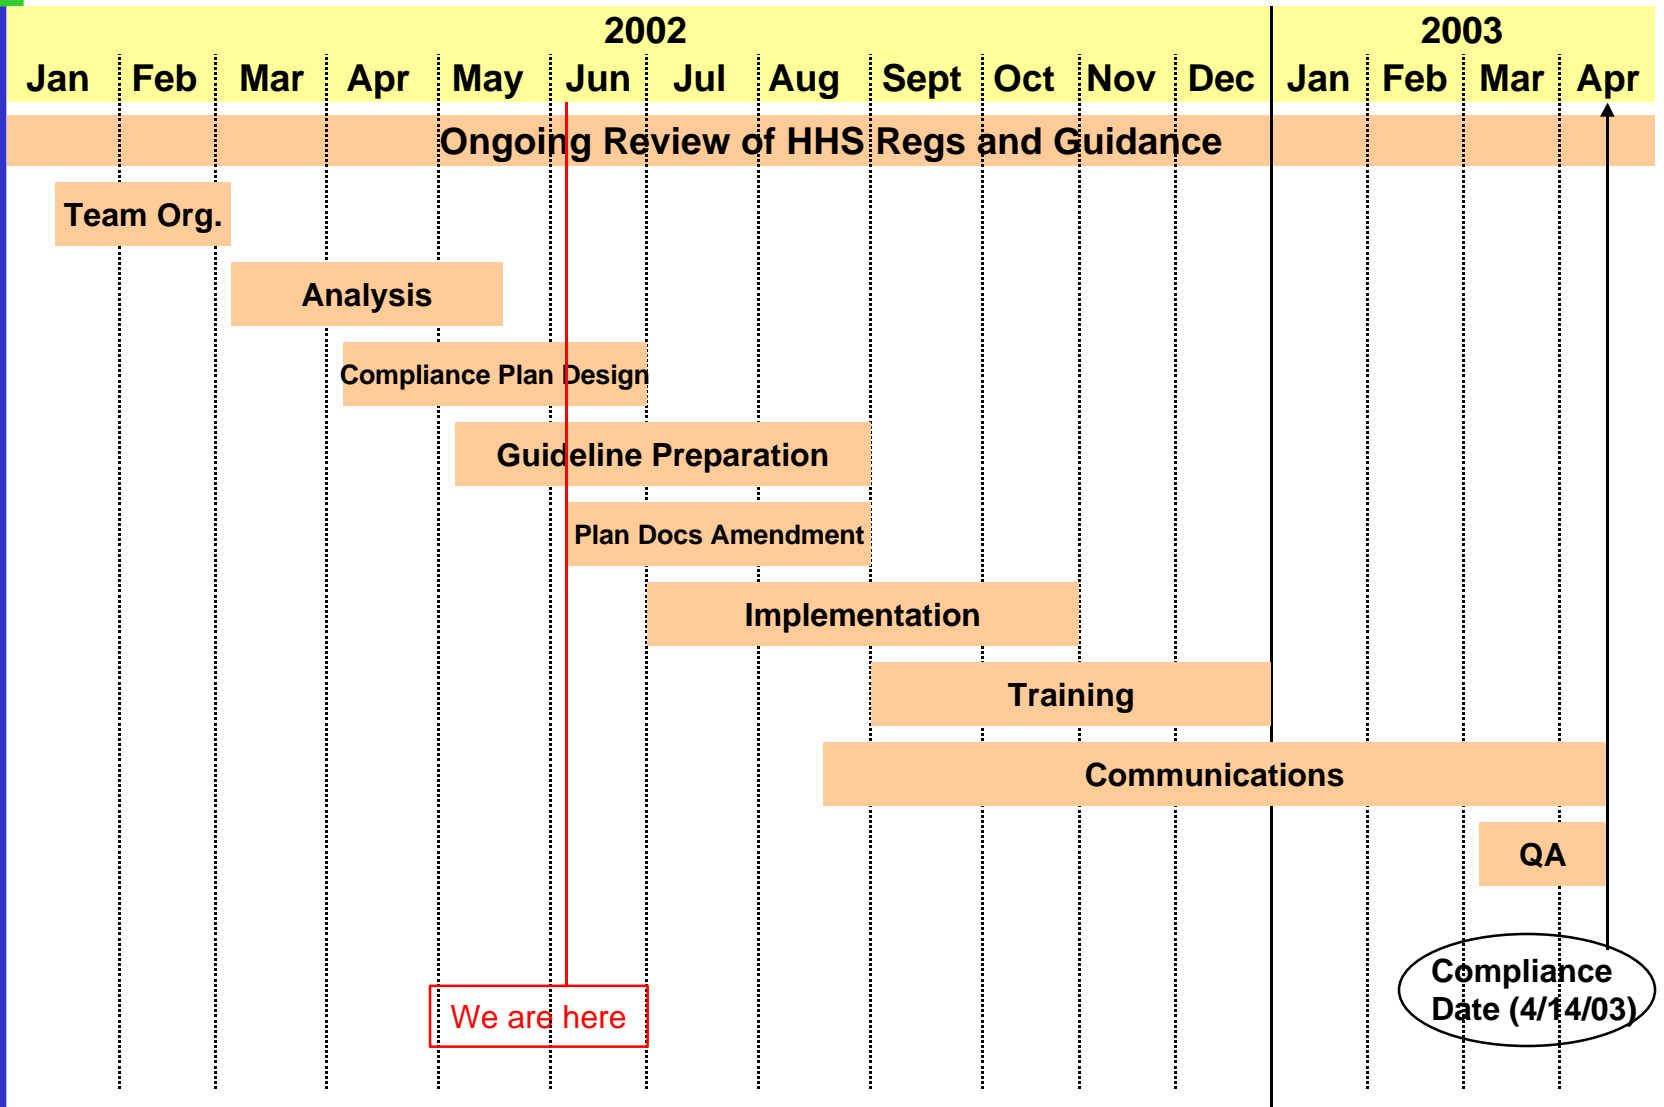 2002 2003
Jan Feb Mar Apr May Jun Jul Aug Sept Oct Nov Dec Jan Feb Mar Apr
Ongoing Review of HHS Regs and Guidance
Team Org.
Analysis
Compliance Plan Design
Guideline Preparation
Plan Docs Amendment
Implementation
Training
Communications
QA
Compliance
Date (4/14/03)
We are here